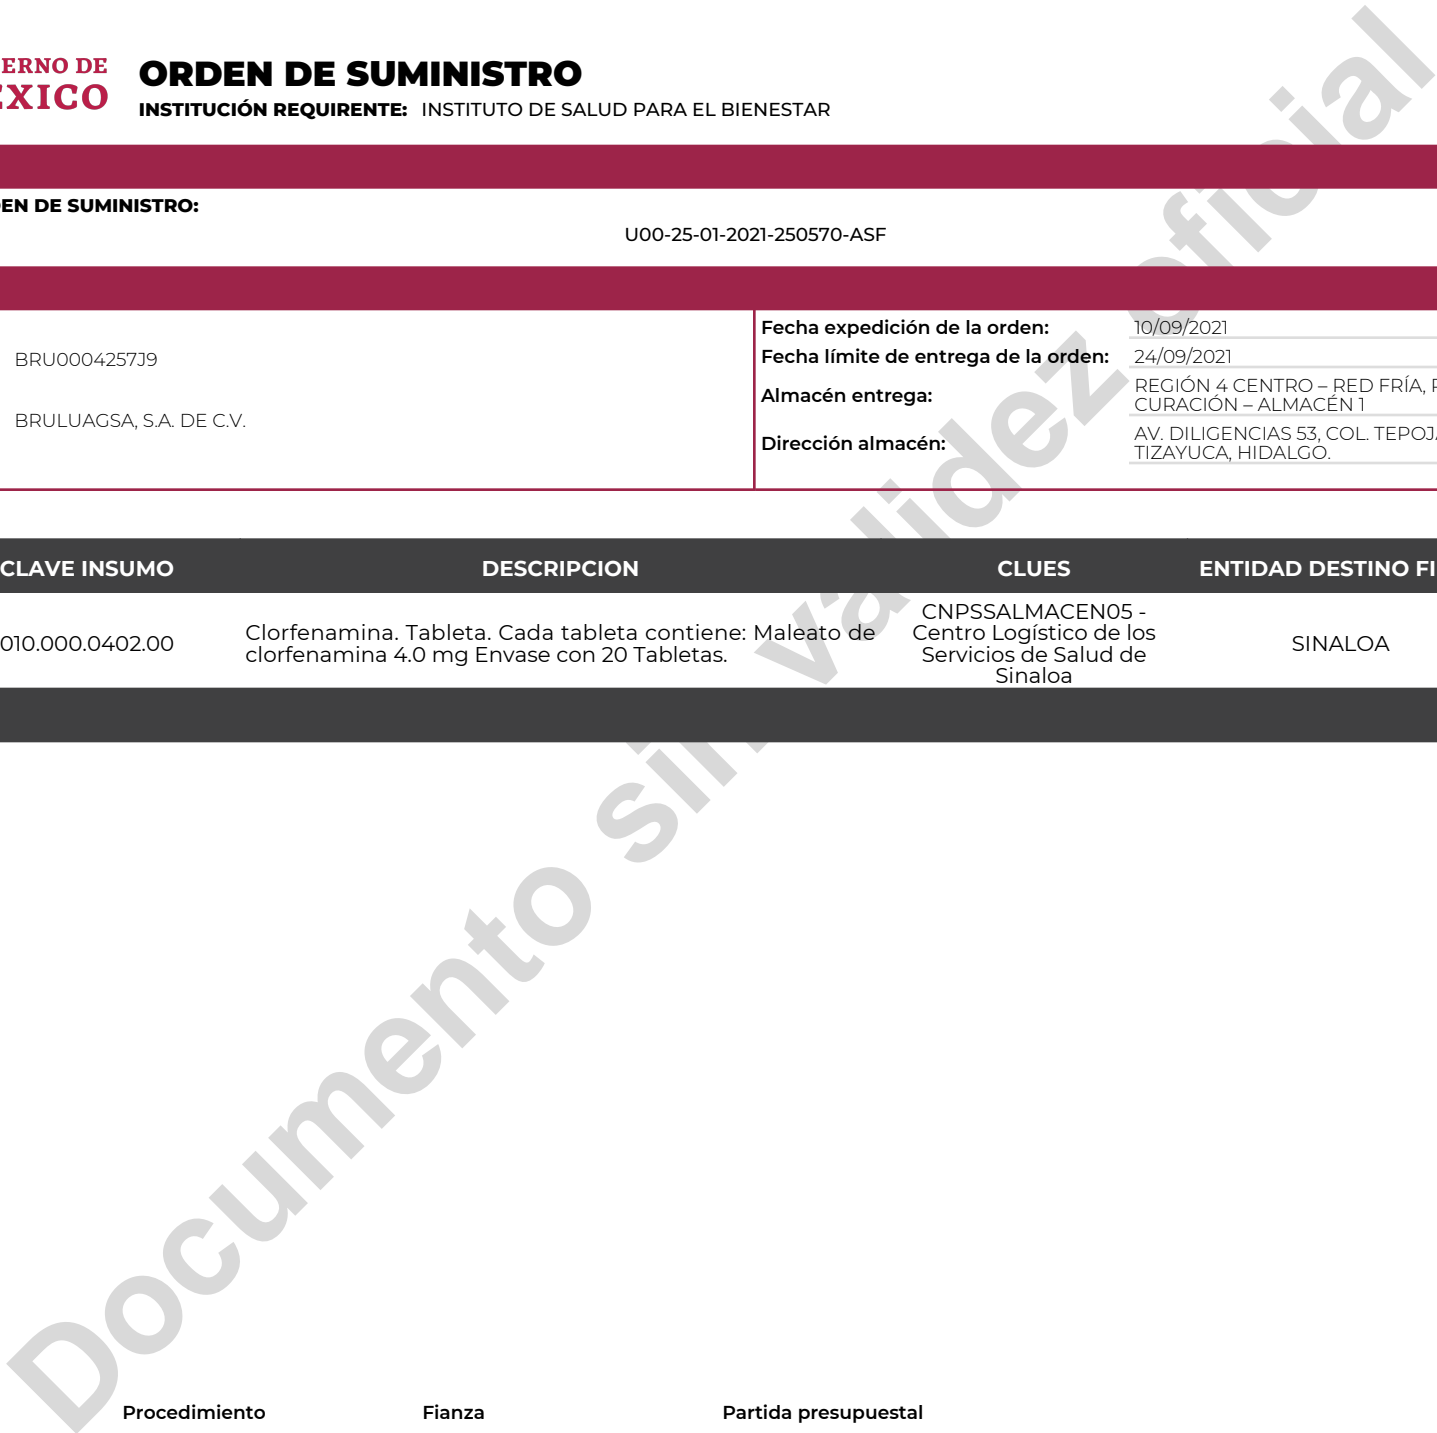 ERNO DE
ORDEN DE SUMINISTRO
EXICO
INSTITUCIÓN REQUIRENTE: INSTITUTO DE SALUD PARA EL BIENESTAR
EN DE SUMINISTRO:
U00-25-01-2021-250570-ASF
BRU0004257J9
BRULUAGSA, S.A. DE C.V.
Fecha expedición de la orden: 10/09/2021
Fecha límite de entrega de la orden: 24/09/2021
Almacén entrega: REGIÓN 4 CENTRO – RED FRÍA,
CURACIÓN – ALMACÉN 1
Dirección almacén: AV. DILIGENCIAS 53, COL. TEPOJ
TIZAYUCA, HIDALGO.
CLAVE INSUMO DESCRIPCION CLUES ENTIDAD DESTINO FI
010.000.0402.00
Clorfenamina. Tableta. Cada tableta contiene: Maleato de
clorfenamina 4.0 mg Envase con 20 Tabletas.
CNPSSALMACEN05 -
Centro Logístico de los
Servicios de Salud de
Sinaloa
SINALOA
Documento sin validez oficial
Procedimiento Fianza Partida presupuestal